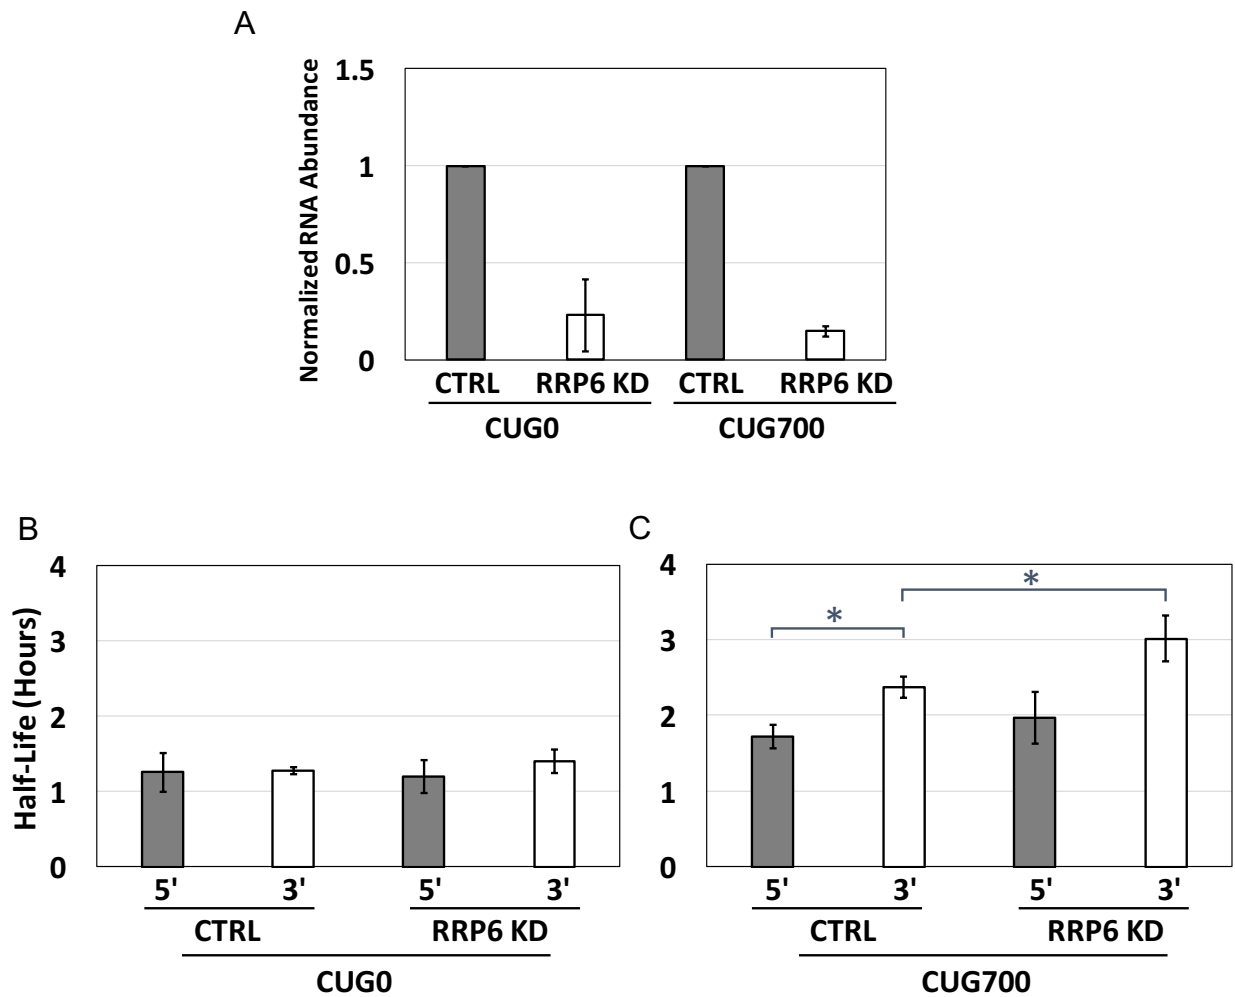 A
Normalized RNA Abundance
1.5
1
0.5
0
CTRL RRP6 KD CTRL RRP6 KD
CUG0 CUG700
B C
Half-Life (Hours)
4
3
2
1
0
4
3
2
1
0
* *
5' 3' 5' 3' 5' 3' 5' 3'
CTRL RRP6 KD CTRL RRP6 KD
CUG0 CUG700